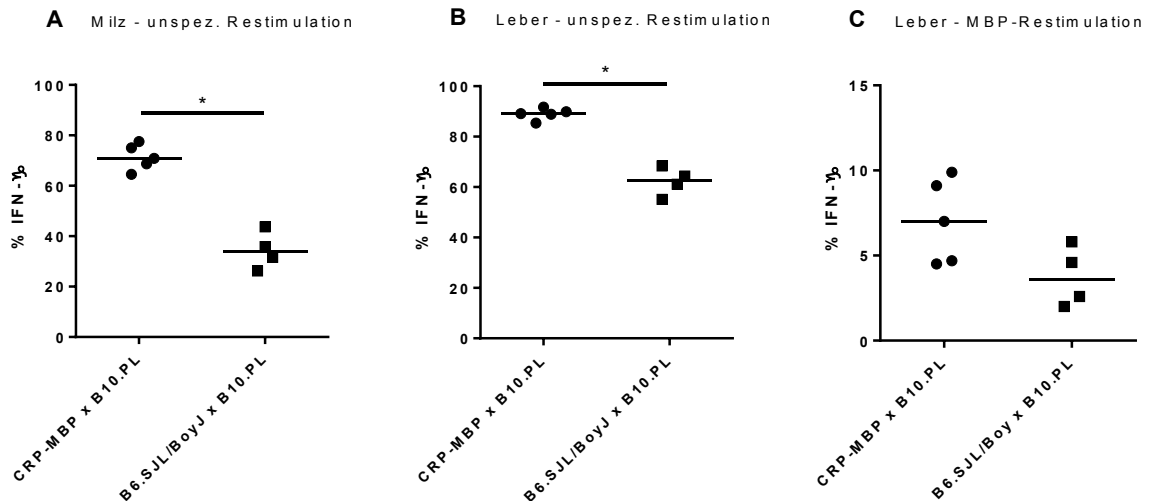 A Milz - unspez. Restimulation
% IFN-γ
100
80
60
40
20
0
*
CRP-MBP x B10.PL
B6.SJL/BoyJ x B10.PL
B Leber - unspez. Restimulation
% IFN-γ
100
80
60
40
20
0
*
CRP-MBP x B10.PL
B6.SJL/BoyJ x B10.PL
C Leber - MBP-Restimulation
% IFN-γ
15
10
5
0
CRP-MBP x B10.PL
B6.SJL/Boy x B10.PL